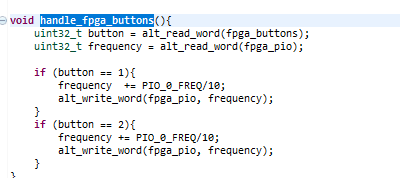 void handle_fpga_buttons(){
    uint32_t button = alt_read_word(fpga_buttons);
    uint32_t frequency = alt_read_word(fpga_pio);

    if (button == 1){
        frequency  += PIO_0_FREQ/10;
        alt_write_word(fpga_pio, frequency);
    }
    if (button == 2){
        frequency += PIO_0_FREQ/10;
        alt_write_word(fpga_pio, frequency);
    }
}